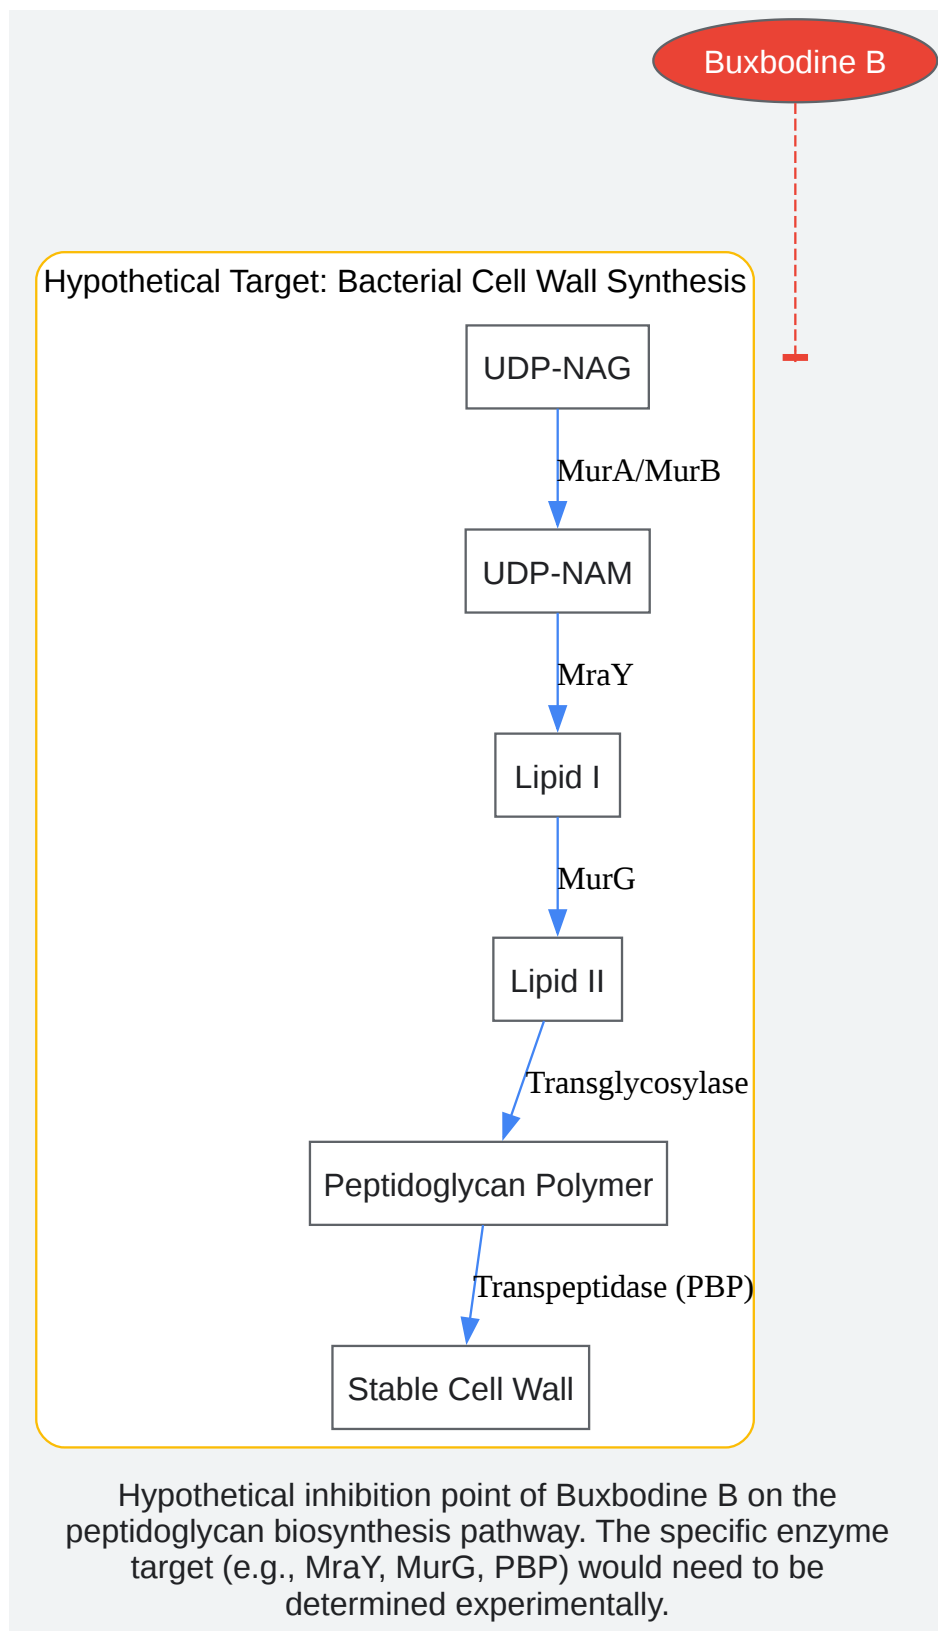 Buxbodine B
Hypothetical Target: Bacterial Cell Wall Synthesis
UDP-NAG
MurA/MurB
UDP-NAM
MraY
Lipid I
MurG
Lipid II
Transglycosylase
Peptidoglycan Polymer
Transpeptidase (PBP)
Stable Cell Wall
Hypothetical inhibition point of Buxbodine B on the
peptidoglycan biosynthesis pathway. The specific enzyme
target (e.g., MraY, MurG, PBP) would need to be
determined experimentally.